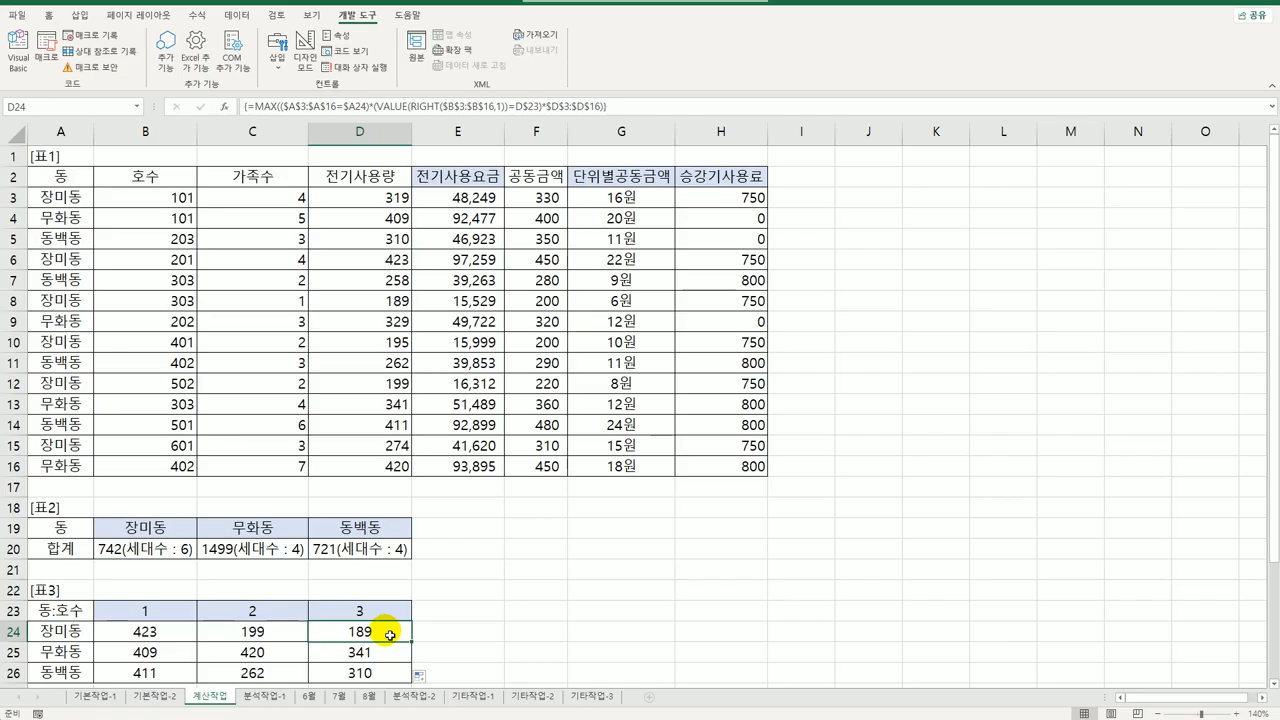 파일 홈 삽입 페이지 레이아웃 수식 데이터 검토 보기 개발 도구 도움말 공유
Visual Basic 매크로 매크로 기록 상대 참조로 기록 매크로 보안 추가 기능 Excel 추가 기능 COM 추가 기능 삽입 디자인 모드 속성 코드 보기 대화 상자 실행 원본 맵 속성 확장 팩 데이터 새로 고침 가져오기 내보내기
코드 추가 기능 컨트롤 XML
D24 fx {=MAX(($A$3:$A$16=$A24)*(VALUE(RIGHT($B$3:$B$16,1))=D$23)*$D$3:$D$16)}
A B C D E F G H I J K L M N O
1 [표1]
2 동 호수 가족수 전기사용량 전기사용요금 공동금액 단위별공동금액 승강기사용료
3 장미동 101 4 319 48,249 330 16원 750
4 무화동 101 5 409 92,477 400 20원 0
5 동백동 203 3 310 46,923 350 11원 0
6 장미동 201 4 423 97,259 450 22원 750
7 동백동 303 2 258 39,263 280 9원 800
8 장미동 303 1 189 15,529 200 6원 750
9 무화동 202 3 329 49,722 320 12원 0
10 장미동 401 2 195 15,999 200 10원 750
11 동백동 402 3 262 39,853 290 11원 800
12 장미동 502 2 199 16,312 220 8원 750
13 무화동 303 4 341 51,489 360 12원 800
14 동백동 501 6 411 92,899 480 24원 800
15 장미동 601 3 274 41,620 310 15원 750
16 무화동 402 7 420 93,895 450 18원 800
17
18 [표2]
19 동 장미동 무화동 동백동
20 합계 742(세대수 : 6) 1499(세대수 : 4) 721(세대수 : 4)
21
22 [표3]
23 동:호수 1 2 3
24 장미동 423 199 189
25 무화동 409 420 341
26 동백동 411 262 310
기본작업-1 기본작업-2 계산작업 분석작업-1 6월 7월 8월 분석작업-2 기타작업-1 기타작업-2 기타작업-3
준비 140%